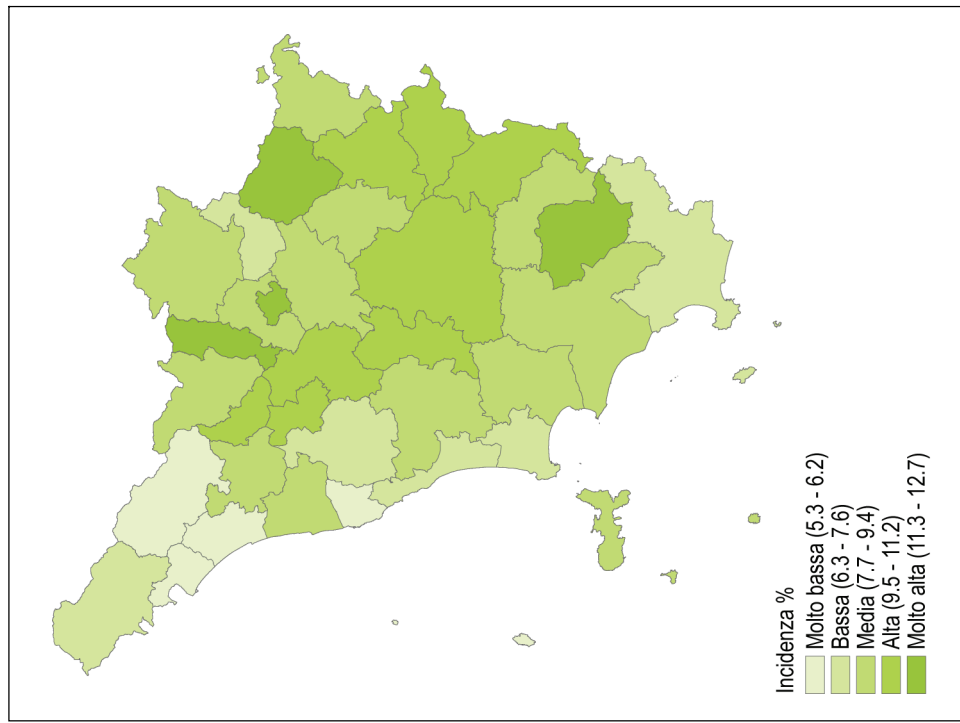 Incidenza %
Molto bassa (5.3 - 6.2)
Bassa (6.3 - 7.6)
Media (7.7 - 9.4)
Alta (9.5 - 11.2)
Molto alta (11.3 - 12.7)